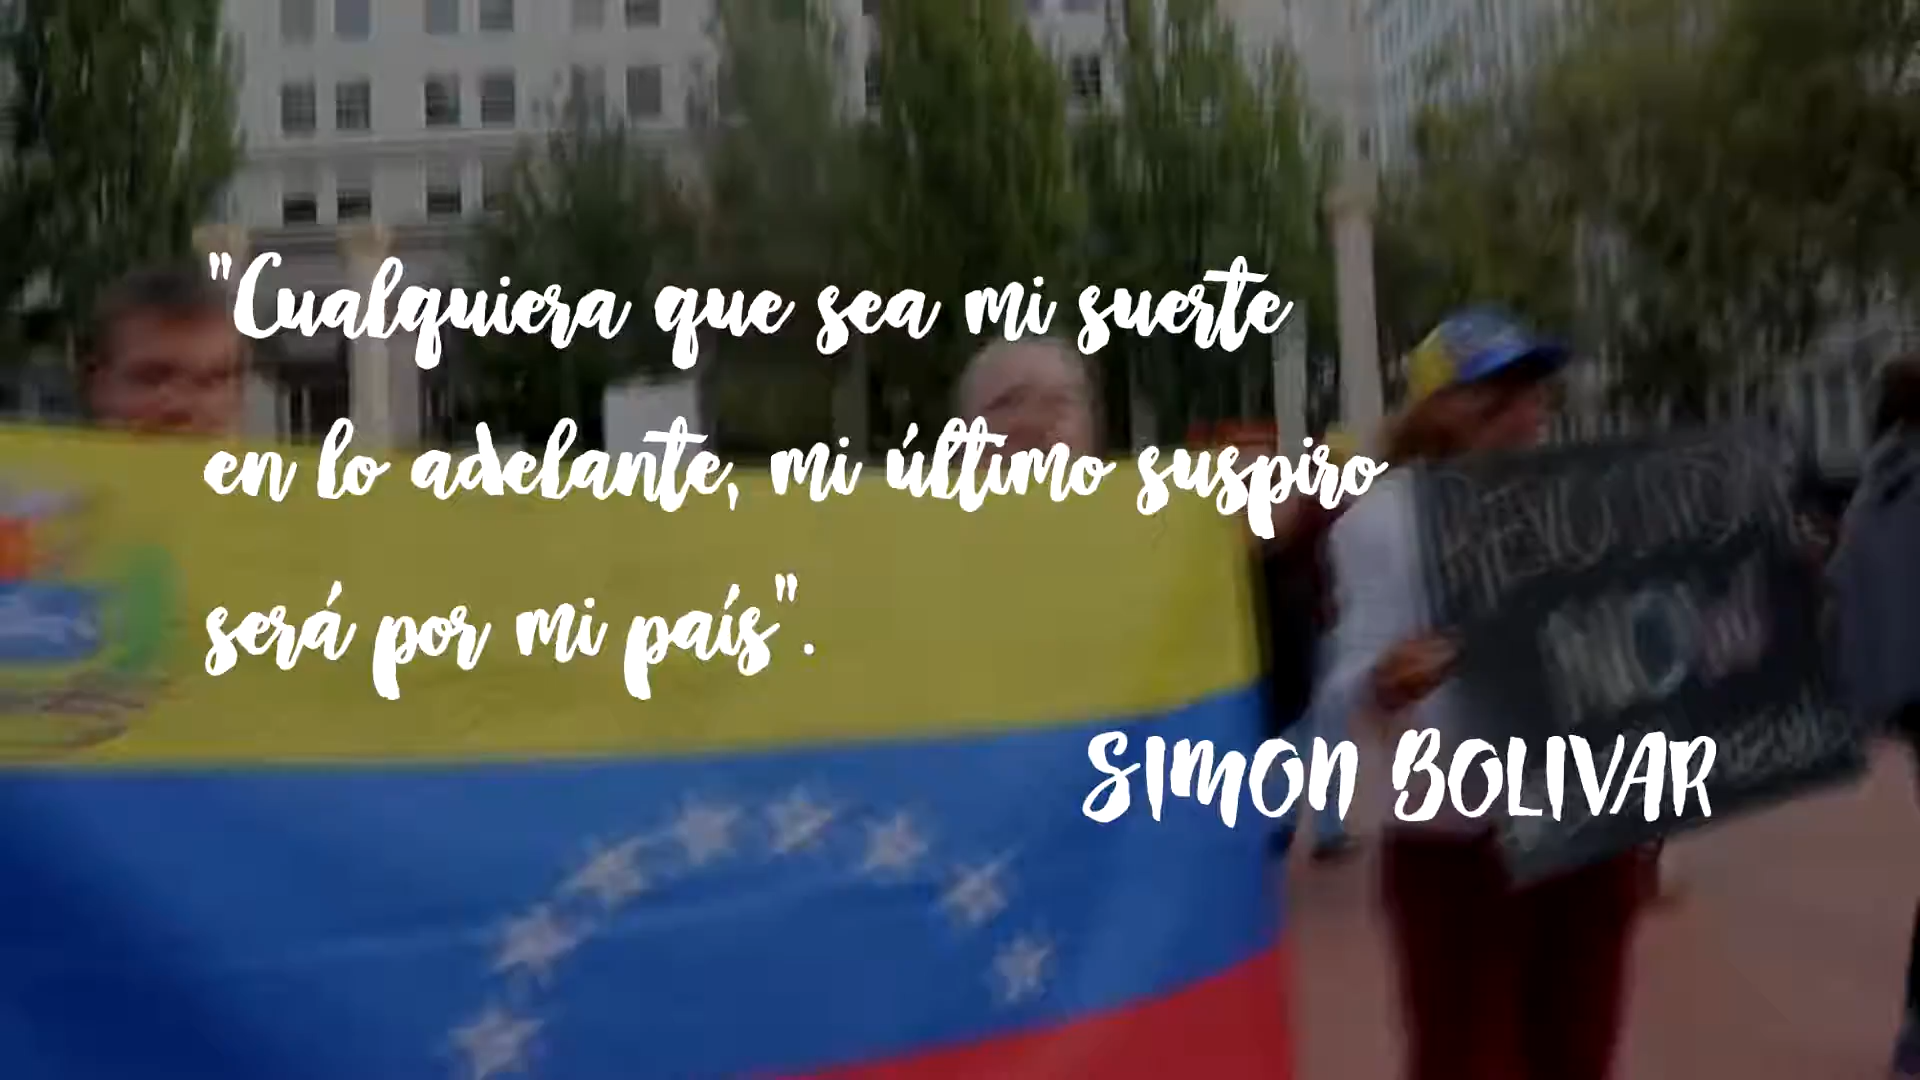 "Cualquiera que sea mi suerte
en lo adelante, mi último suspiro
será por mi país".
SIMON BOLIVAR